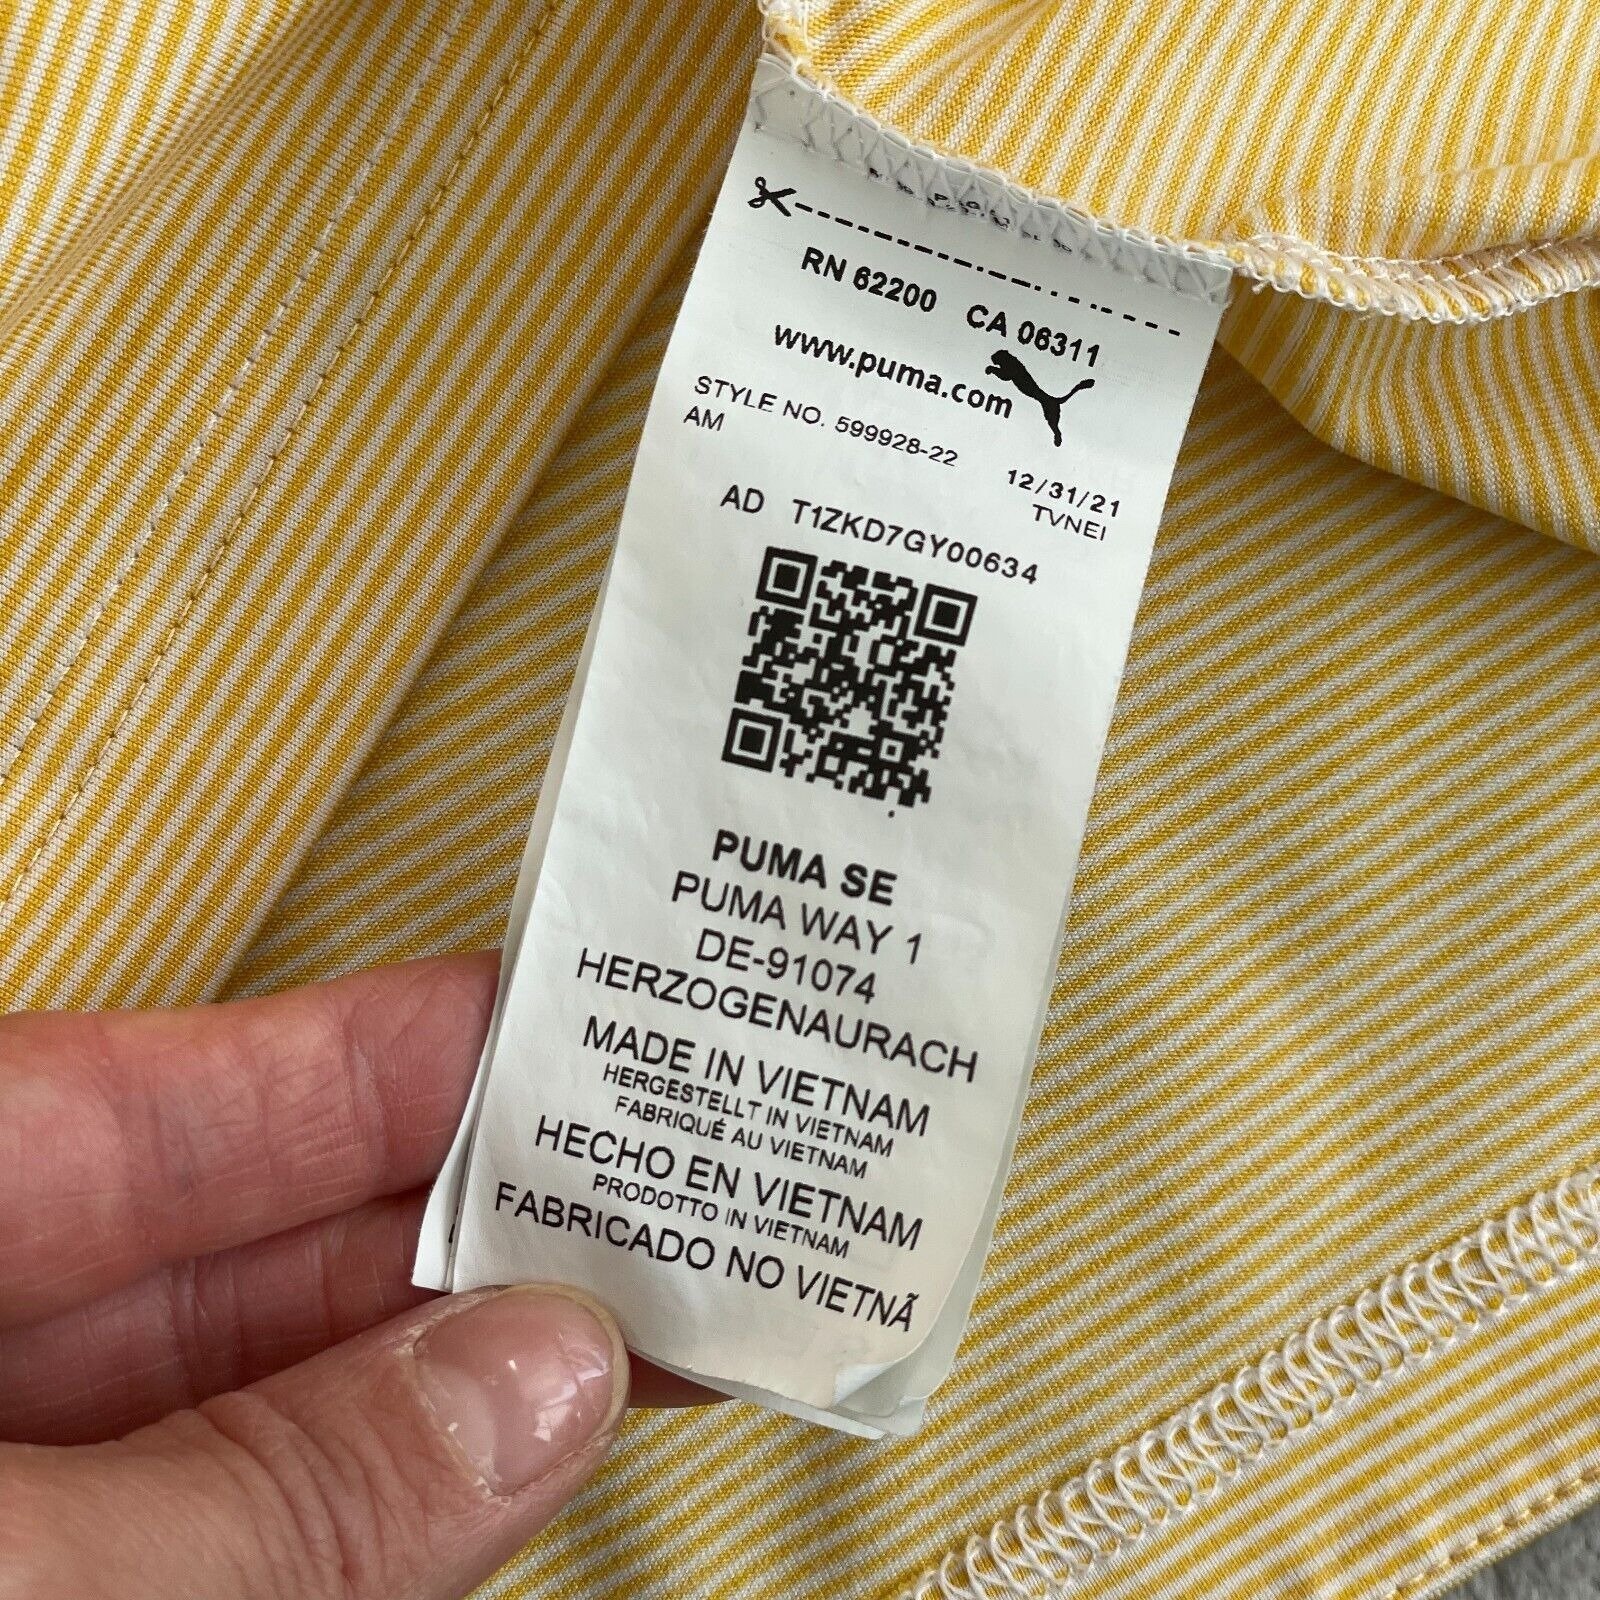 RN 62200 CA 06311
www.puma.com
STYLE NO. 599928-22 12/31/21
AM TVNEI
AD T1ZKD7GY00634
PUMA SE
PUMA WAY 1
DE-91074
HERZOGENAURACH
MADE IN VIETNAM
HERGESTELLT IN VIETNAM
FABRIQUÉ AU VIETNAM
HECHO EN VIETNAM
PRODOTTO IN VIETNAM
FABRICADO NO VIETNÃ